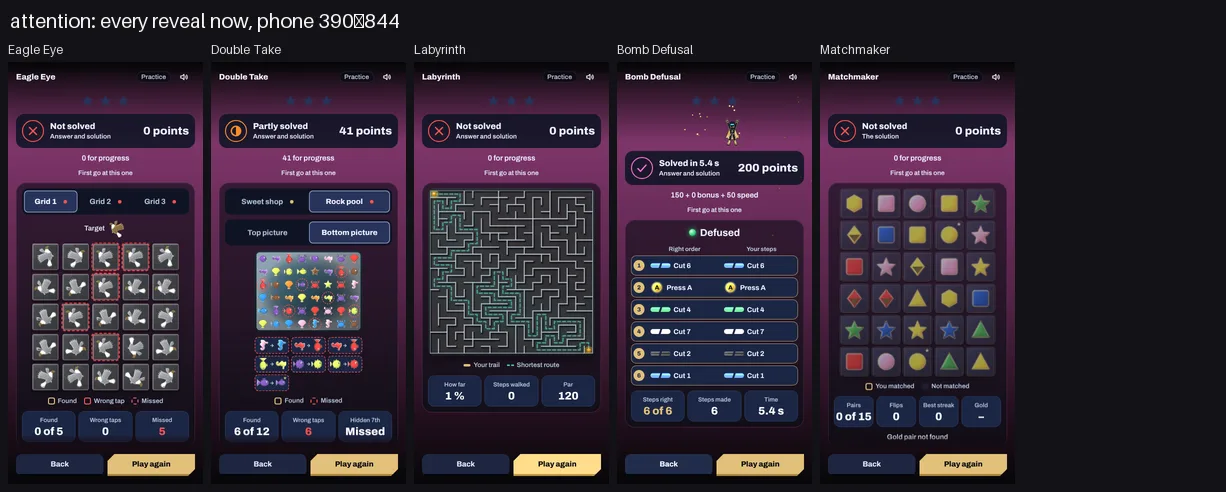 attention: every reveal now, phone 390▯844
Eagle Eye
Double Take
Labyrinth
Bomb Defusal
Matchmaker
Eagle Eye
Practice
Not solved
Answer and solution
0 points
0 for progress
First go at this one
Grid 1
Grid 2
Grid 3
Target
Found
Wrong tap
Missed
Found
0 of 5
Wrong taps
0
Missed
5
Back
Play again
Double Take
Practice
Partly solved
Answer and solution
41 points
41 for progress
First go at this one
Sweet shop
Rock pool
Top picture
Bottom picture
Found
Missed
Found
6 of 12
Wrong taps
6
Hidden 7th
Missed
Back
Play again
Labyrinth
Practice
Not solved
Answer and solution
0 points
0 for progress
First go at this one
Your trail
Shortest route
How far
1 %
Steps walked
0
Par
120
Back
Play again
Bomb Defusal
Practice
Solved in 5.4 s
Answer and solution
200 points
150 + 0 bonus + 50 speed
First go at this one
Defused
Right order
Your steps
1 Cut 6 Cut 6
2 A Press A A Press A
3 Cut 4 Cut 4
4 Cut 7 Cut 7
5 Cut 2 Cut 2
6 Cut 1 Cut 1
Steps right
6 of 6
Steps made
6
Time
5.4 s
Back
Play again
Matchmaker
Practice
Not solved
The solution
0 points
0 for progress
First go at this one
You matched
Not matched
Pairs
0 of 15
Flips
0
Best streak
0
Gold
–
Gold pair not found
Back
Play again